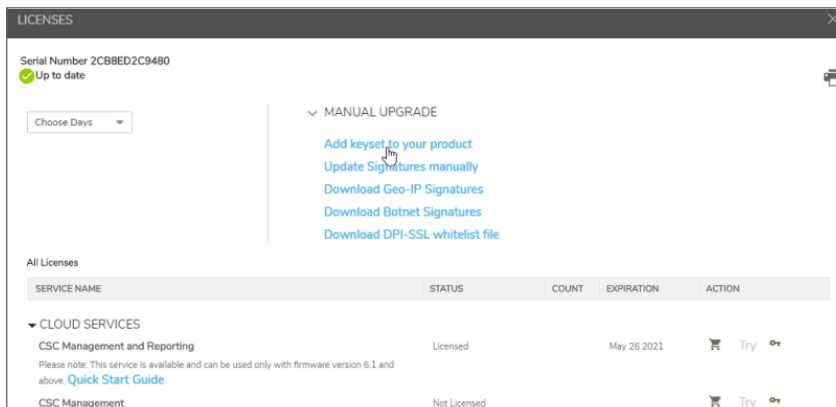 LICENSES
Serial Number 2CB8ED2C9480
Up to date
Choose Days
MANUAL UPGRADE
Add keyset to your product
Update Signatures manually
Download Geo-IP Signatures
Download Botnet Signatures
Download DPI-SSL whitelist file
All Licenses
SERVICE NAME STATUS COUNT EXPIRATION ACTION
CLOUD SERVICES
CSC Management and Reporting Licensed May 26 2021 Try
Please note: This service is available and can be used only with firmware version 6.1 and
above. Quick Start Guide
CSC Management Not Licensed Try